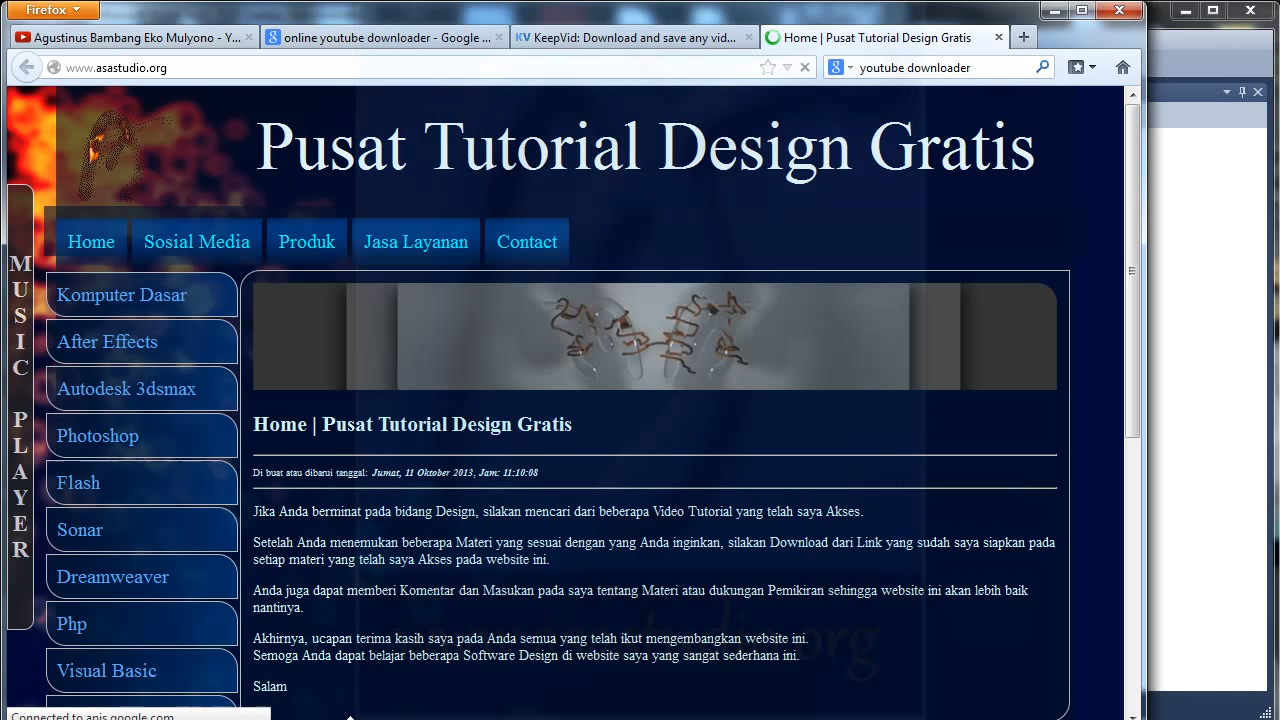 Firefox
Agustinus Bambang Eko Mulyono - Y...
online youtube downloader - Google ...
KV KeepVid: Download and save any vid...
Home | Pusat Tutorial Design Gratis
www.asastudio.org
youtube downloader
Pusat Tutorial Design Gratis
Home
Sosial Media
Produk
Jasa Layanan
Contact
MUSIC PLAYER
Komputer Dasar
After Effects
Autodesk 3dsmax
Photoshop
Flash
Sonar
Dreamweaver
Php
Visual Basic
Home | Pusat Tutorial Design Gratis
Di buat atau dibarui tanggal: Jumat, 11 Oktober 2013, Jam: 11:10:08
Jika Anda berminat pada bidang Design, silakan mencari dari beberapa Video Tutorial yang telah saya Akses.
Setelah Anda menemukan beberapa Materi yang sesuai dengan yang Anda inginkan, silakan Download dari Link yang sudah saya siapkan pada
setiap materi yang telah saya Akses pada website ini.
Anda juga dapat memberi Komentar dan Masukan pada saya tentang Materi atau dukungan Pemikiran sehingga website ini akan lebih baik
nantinya.
Akhirnya, ucapan terima kasih saya pada Anda semua yang telah ikut mengembangkan website ini.
Semoga Anda dapat belajar beberapa Software Design di website saya yang sangat sederhana ini.
Salam
Connected to apis.google.com